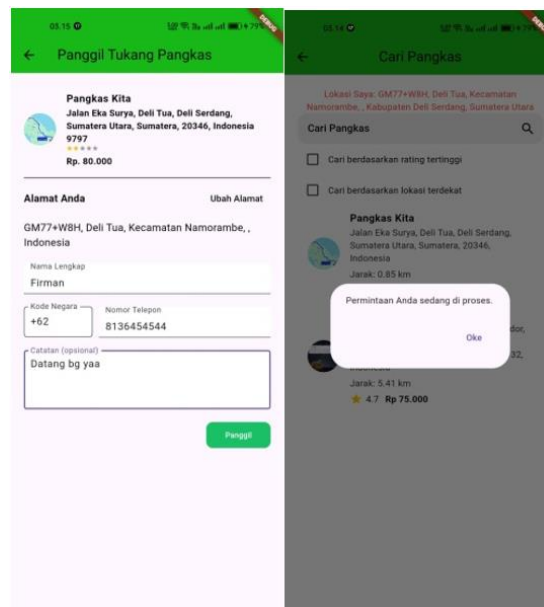 03.15
DEBUG
Panggil Tukang Pangkas
Pangkas Kita
Jalan Eka Surya, Deli Tua, Deli Serdang,
Sumatera Utara, Sumatera, 20346, Indonesia
9797
Rp. 80.000
Alamat Anda
Ubah Alamat
GM77+W8H, Deli Tua, Kecamatan Namorambe, ,
Indonesia
Nama Lengkap
Firman
Kode Negara
+62
Nomor Telepon
8136454544
Catatan (opsional)
Datang bg yaa
Panggil
03.14
DEBUG
Cari Pangkas
Lokasi Saya: GM77+W8H, Deli Tua, Kecamatan
Namorambe, , Kabupaten Deli Serdang, Sumatera Utara
Cari Pangkas
Cari berdasarkan rating tertinggi
Cari berdasarkan lokasi terdekat
Pangkas Kita
Jalan Eka Surya, Deli Tua, Deli Serdang,
Sumatera Utara, Sumatera, 20346,
Indonesia
Jarak: 0.85 km
Permintaan Anda sedang di proses.
Oke
Jarak: 5.41 km
4.7 Rp 75.000